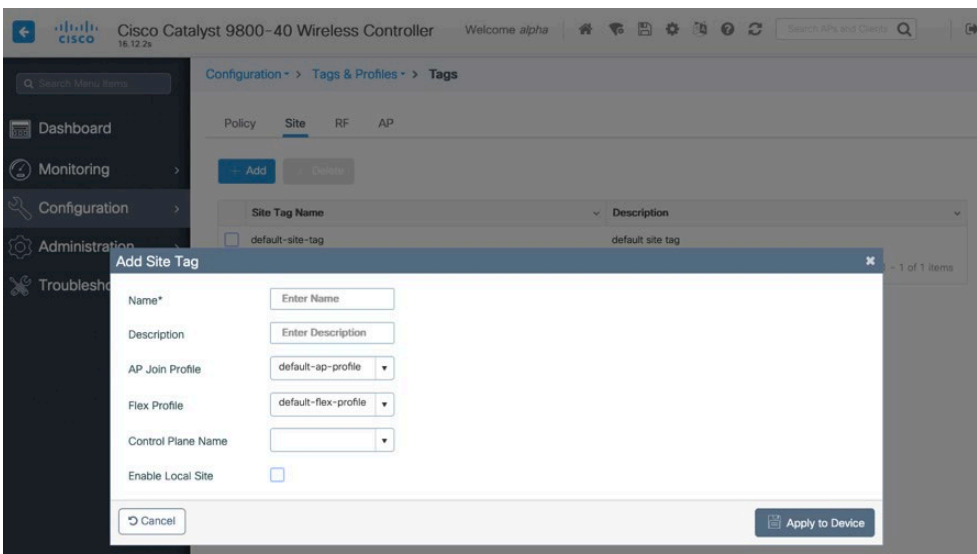 CISCO
Cisco Catalyst 9800-40 Wireless Controller
16.12.2s
Welcome alpha
Search APs and Clients
Search Menu Items
Dashboard
Monitoring
Configuration
Administration
Troublesho
Configuration > Tags & Profiles > Tags
Policy Site RF AP
+ Add Delete
Site Tag Name Description
default-site-tag default site tag
- 1 of 1 items
Add Site Tag
Name* Enter Name
Description Enter Description
AP Join Profile default-ap-profile
Flex Profile default-flex-profile
Control Plane Name
Enable Local Site
Cancel Apply to Device